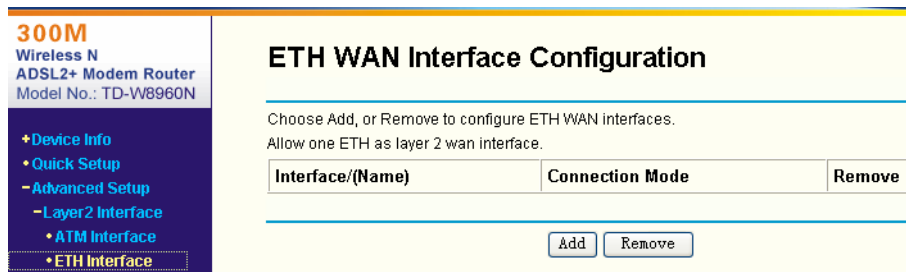 300M
Wireless N
ADSL2+ Modem Router
Model No.: TD-W8960N
+Device Info
•Quick Setup
−Advanced Setup
−Layer2 Interface
•ATM Interface
•ETH Interface
ETH WAN Interface Configuration
Choose Add, or Remove to configure ETH WAN interfaces.
Allow one ETH as layer 2 wan interface.
Interface/(Name) Connection Mode Remove
Add Remove